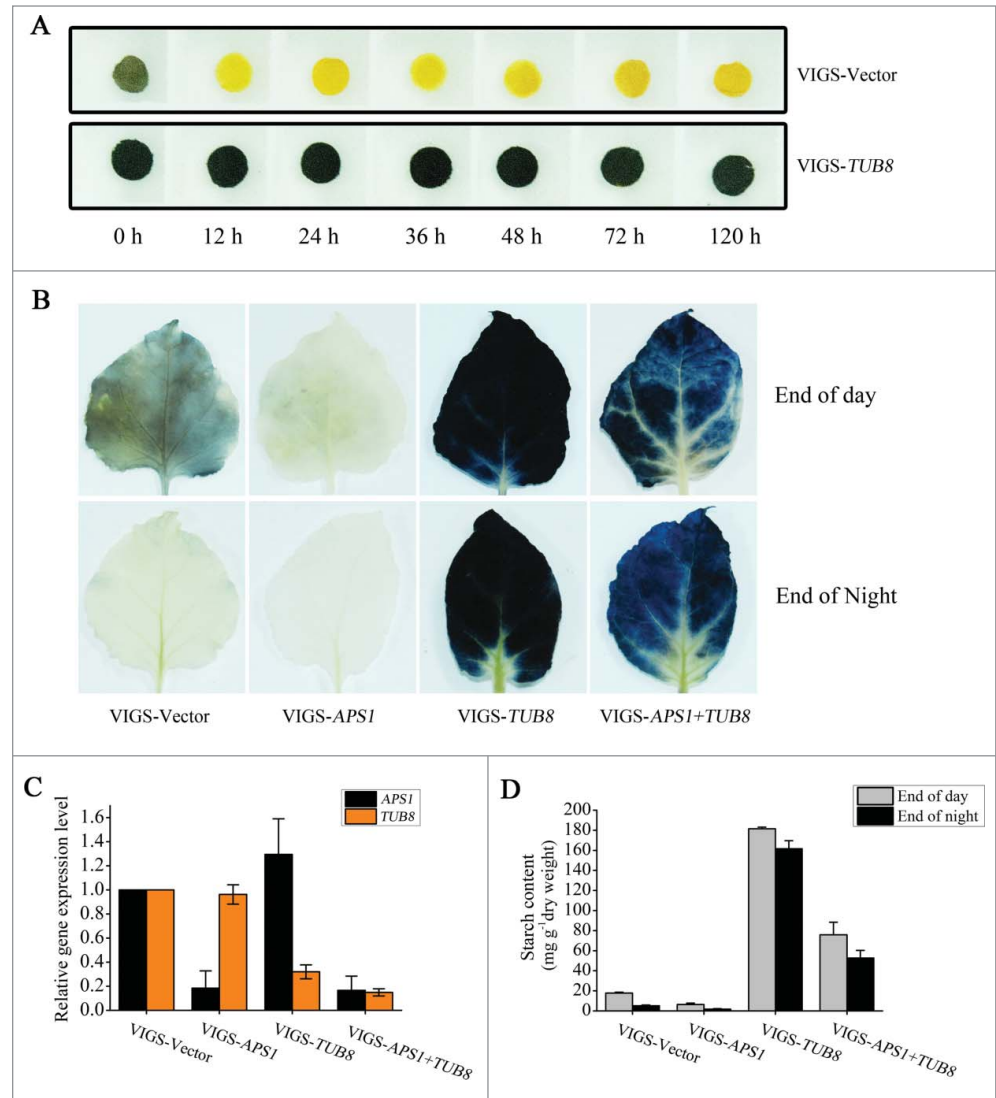 A
VIGS-Vector
VIGS-TUB8
0 h 12 h 24 h 36 h 48 h 72 h 120 h
B
End of day
End of Night
VIGS-Vector VIGS-APS1 VIGS-TUB8 VIGS-APS1+TUB8
C
APS1
TUB8
Relative gene expression level
1.6
1.4
1.2
1.0
0.8
0.6
0.4
0.2
0.0
VIGS-Vector
VIGS-APS1
VIGS-TUB8
VIGS-APS1+TUB8
D
End of day
End of night
Starch content
(mg g⁻¹dry weight)
200
180
160
140
120
100
80
60
40
20
0
VIGS-Vector
VIGS-APS1
VIGS-TUB8
VIGS-APS1+TUB8